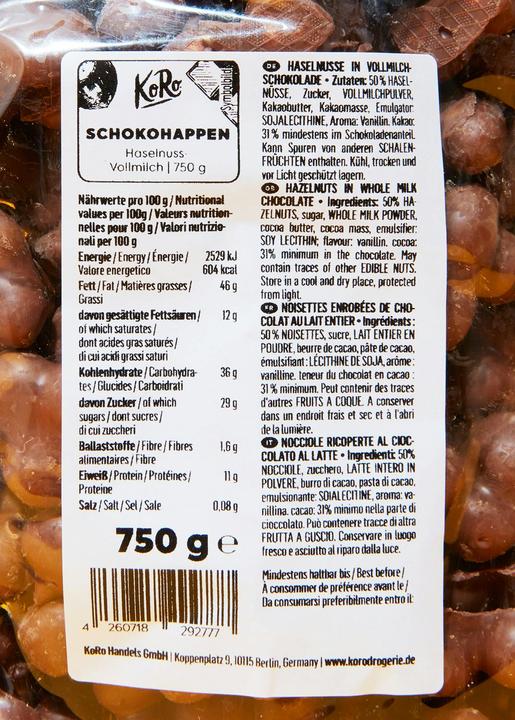 KoRo
SCHOKOHAPPEN
Haselnuss-
Vollmilch | 750 g
Nährwerte pro 100 g / Nutritional
values per 100g / Valeurs nutrition-
nelles pour 100 g / Valori nutrizio-
nali per 100 g
Energie / Energy / Énergie / 2529 kJ
Valore energetico 604 kcal
Fett / Fat / Matières grasses / 46 g
Grassi
davon gesättigte Fettsäuren / 12 g
of which saturates /
dont acides gras saturés /
di cui acidi grassi saturi
Kohlenhydrate / Carbohydra- 36 g
tes / Glucides / Carboidrati
davon Zucker / of which 29 g
sugars / dont sucres /
di cui zuccheri
Ballaststoffe / Fibre / Fibres 1,6 g
alimentaires / Fibre
Eiweiß / Protein / Protéines / 11 g
Proteine
Salz / Salt / Sel / Sale 0,08 g
750 g e
4 260718 292777
DE HASELNUSSE IN VOLLMILCH-
SCHOKOLADE • Zutaten: 50 % HASEL-
NÜSSE, Zucker, VOLLMILCHPULVER,
Kakaobutter, Kakaomasse, Emulgator:
SOJALECITHINE, Aroma: Vanillin. Kakao:
31 % mindestens im Schokoladenanteil.
Kann Spuren von anderen SCHALEN-
FRÜCHTEN enthalten. Kühl, trocken und
vor Licht geschützt lagern.
GB HAZELNUTS IN WHOLE MILK
CHOCOLATE • Ingredients: 50% HA-
ZELNUTS, sugar, WHOLE MILK POWDER,
cocoa butter, cocoa mass, emulsifier:
SOY LECITHIN; flavour: vanillin. cocoa:
31% minimum in the chocolate. May
contain traces of other EDIBLE NUTS.
Store in a cool and dry place, protected
from light.
FR NOISETTES ENROBÉES DE CHO-
COLAT AU LAIT ENTIER • Ingrédients :
50 % NOISETTES, sucre, LAIT ENTIER EN
POUDRE, beurre de cacao, pâte de cacao,
émulsifiant : LÉCITHINE DE SOJA, arôme :
vanilline. teneur du chocolat en cacao :
31 % minimum. Peut contenir des traces
d'autres FRUITS A COQUE. A conserver
dans un endroit frais et sec et à l'abri
de la lumière.
IT NOCCIOLE RICOPERTE AL CIOC-
COLATO AL LATTE • Ingredienti: 50%
NOCCIOLE, zucchero, LATTE INTERO IN
POLVERE, burro di cacao, pasta di cacao,
emulsionante: SOIALECITINE, aroma: va-
nillina. cacao: 31% minimo nella parte di
cioccolato. Può contenere tracce di altra
FRUTTA A GUSCIO. Conservare in luogo
fresco e asciutto al riparo dalla luce.
Mindestens haltbar bis / Best before /
À consommer de préférence avant le /
Da consumarsi preferibilmente entro il:
KoRo Handels GmbH | Koppenplatz 9, 10115 Berlin, Germany | www.korodrogerie.de